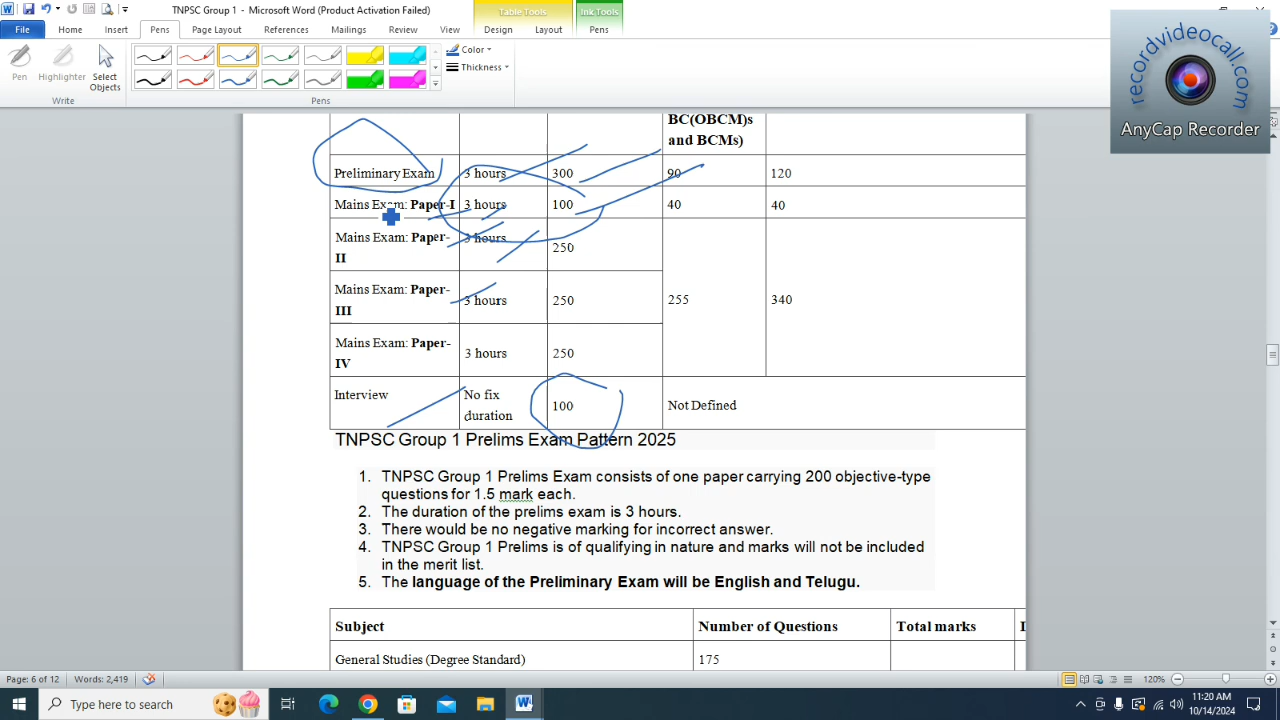 TNPSC Group 1 - Microsoft Word (Product Activation Failed)
Table Tools
Ink Tools
File
Home
Insert
Pens
Page Layout
References
Mailings
Review
View
Design
Layout
Pens
Pen
Highlighter
Select Objects
Color
Thickness
Write
Pens
recordvideocall.com
AnyCap Recorder
BC(OBCM)s
and BCMs)
Preliminary Exam 3 hours 300 90 120
Mains Exam: Paper-I 3 hours 100 40 40
Mains Exam: Paper-II 3 hours 250
Mains Exam: Paper-III 3 hours 250 255 340
Mains Exam: Paper-IV 3 hours 250
Interview No fix duration 100 Not Defined
TNPSC Group 1 Prelims Exam Pattern 2025
1. TNPSC Group 1 Prelims Exam consists of one paper carrying 200 objective-type
questions for 1.5 mark each.
2. The duration of the prelims exam is 3 hours.
3. There would be no negative marking for incorrect answer.
4. TNPSC Group 1 Prelims is of qualifying in nature and marks will not be included
in the merit list.
5. The language of the Preliminary Exam will be English and Telugu.
Subject Number of Questions Total marks
General Studies (Degree Standard) 175
Page: 6 of 12
Words: 2,419
120%
Type here to search
11:20 AM
10/14/2024